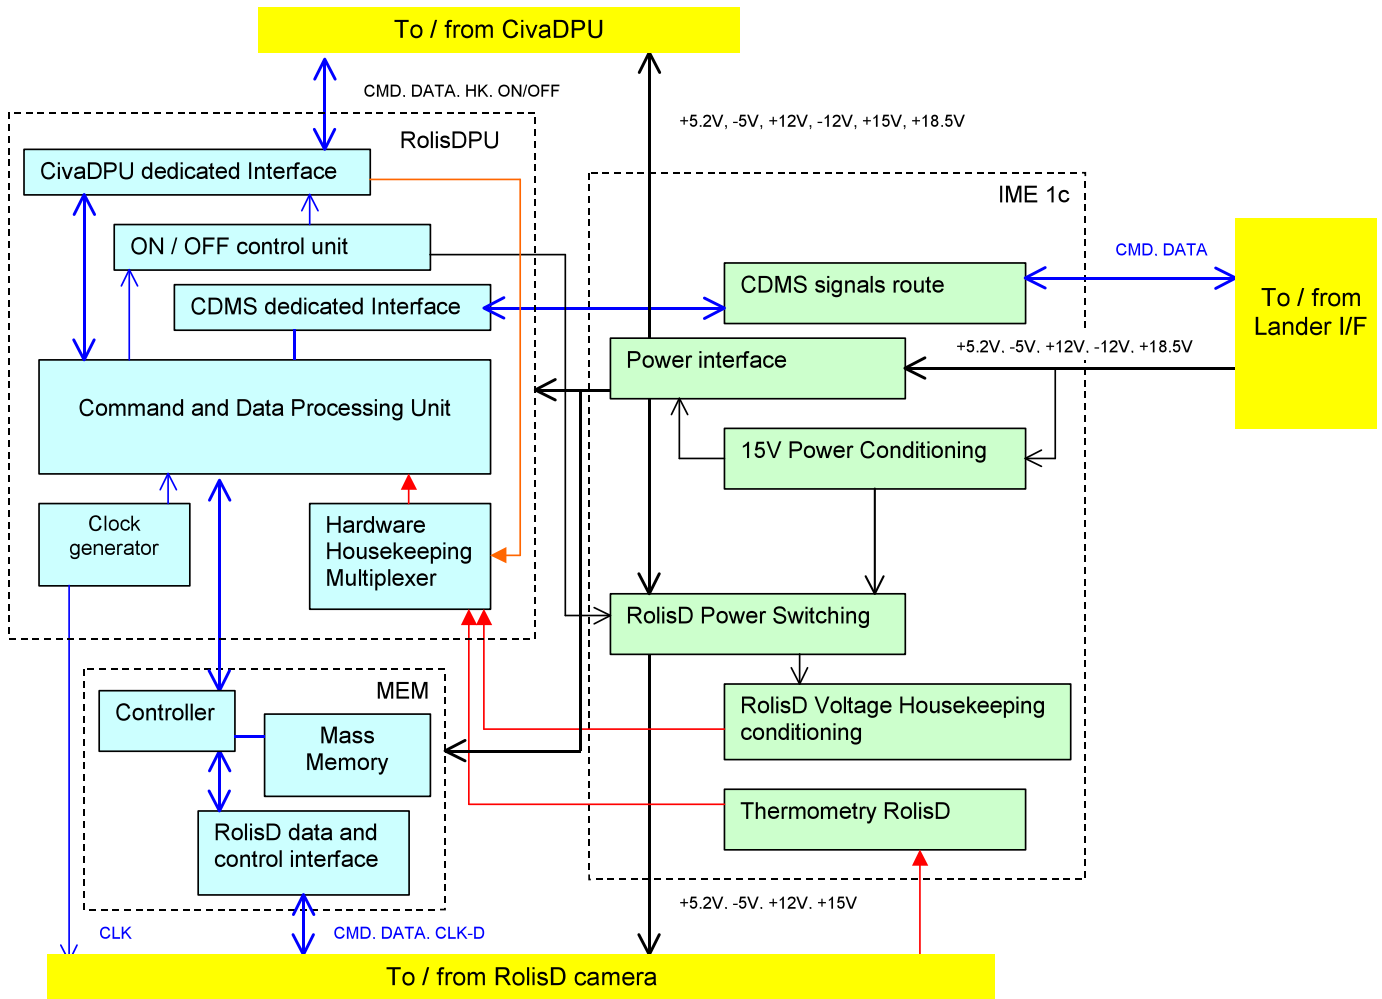 To / from CivaDPU
CMD. DATA. HK. ON/OFF
+5.2V, -5V, +12V, -12V, +15V, +18.5V
RolisDPU
CivaDPU dedicated Interface
IME 1c
ON / OFF control unit
CMD. DATA
CDMS signals route
CDMS dedicated Interface
To / from
Lander I/F
+5.2V. -5V. +12V. -12V. +18.5V
Power interface
Command and Data Processing Unit
15V Power Conditioning
Clock
generator
Hardware
Housekeeping
Multiplexer
RolisD Power Switching
MEM
Controller
RolisD Voltage Housekeeping
conditioning
Mass
Memory
Thermometry RolisD
RolisD data and
control interface
+5.2V. -5V. +12V. +15V
CLK
CMD. DATA. CLK-D
To / from RolisD camera